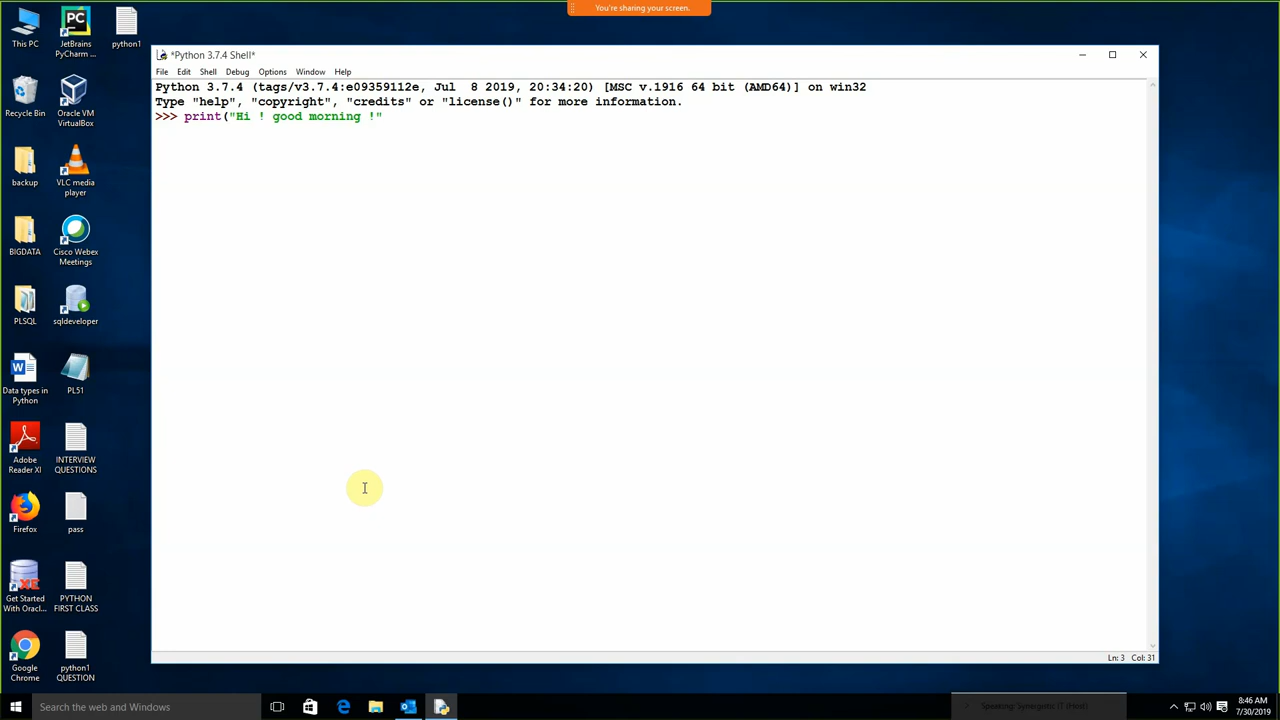 You're sharing your screen.
This PC
JetBrains
PyCharm ...
python1
Recycle Bin
Oracle VM
VirtualBox
backup
VLC media
player
BIGDATA
Cisco Webex
Meetings
PLSQL
sqldeveloper
Data types in
Python
PL51
Adobe
Reader XI
INTERVIEW
QUESTIONS
Firefox
pass
Get Started
With Oracl...
PYTHON
FIRST CLASS
Google
Chrome
python1
QUESTION
*Python 3.7.4 Shell*
File Edit Shell Debug Options Window Help
Python 3.7.4 (tags/v3.7.4:e09359112e, Jul  8 2019, 20:34:20) [MSC v.1916 64 bit (AMD64)] on win32
Type "help", "copyright", "credits" or "license()" for more information.
>>> print("Hi ! good morning !"
Ln: 3 Col: 31
Search the web and Windows
Speaking: Synergistic IT (Host)
8:46 AM
7/30/2019